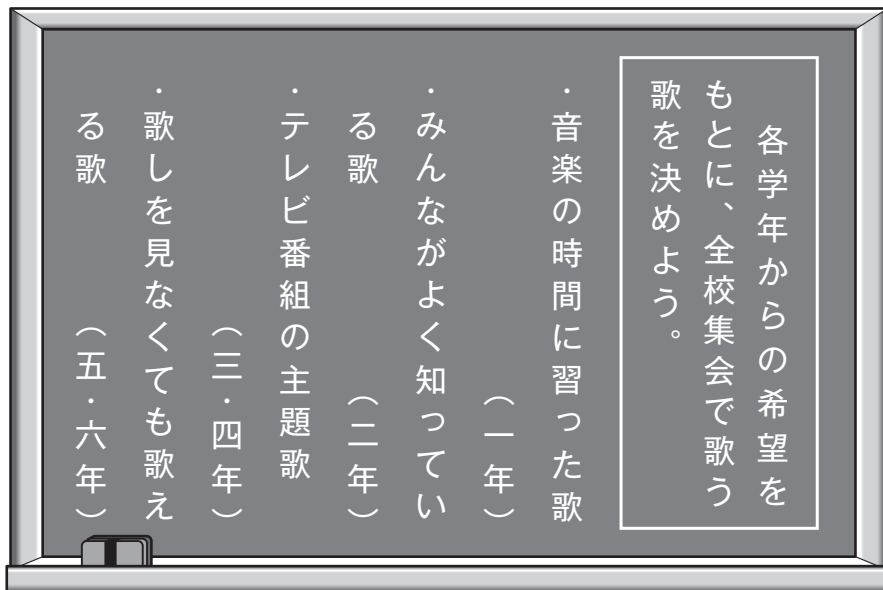 各学年からの希望を
もとに、全校集会で歌う
歌を決めよう。
・音楽の時間に習った歌
（一年）
・みんながよく知ってい
る歌　（二年）
・テレビ番組の主題歌
（三・四年）
・歌しを見なくても歌え
る歌　（五・六年）